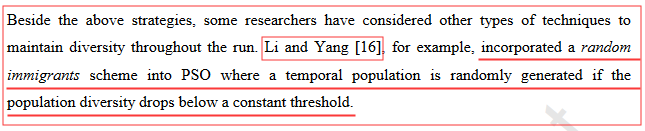 Beside the above strategies, some researchers have considered other types of techniques to
maintain diversity throughout the run. Li and Yang [16], for example, incorporated a random
immigrants scheme into PSO where a temporal population is randomly generated if the
population diversity drops below a constant threshold.